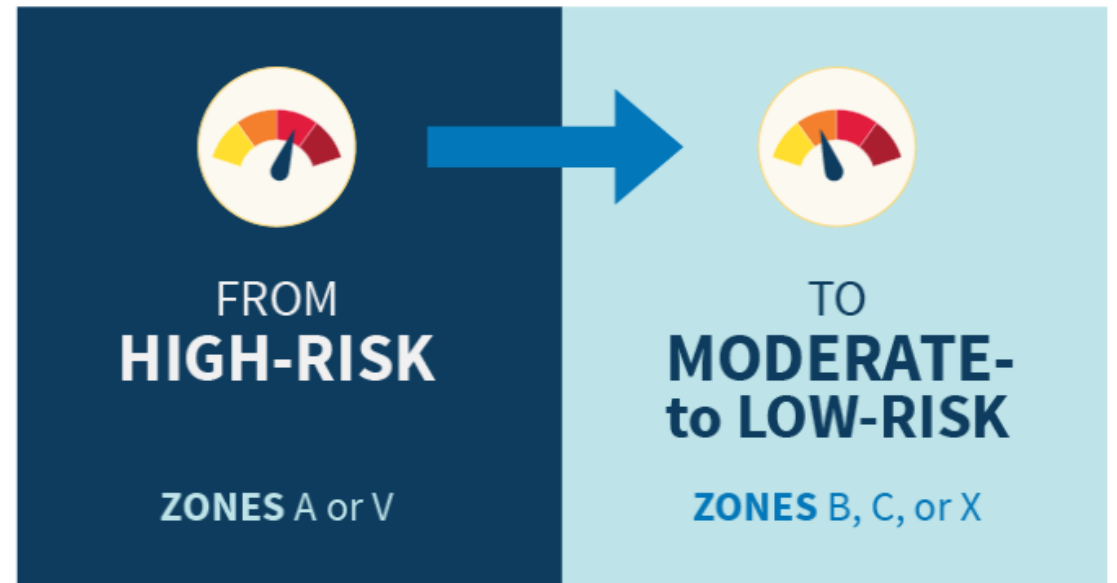 FROM
HIGH-RISK
ZONES A or V
TO
MODERATE-
to LOW-RISK
ZONES B, C, or X